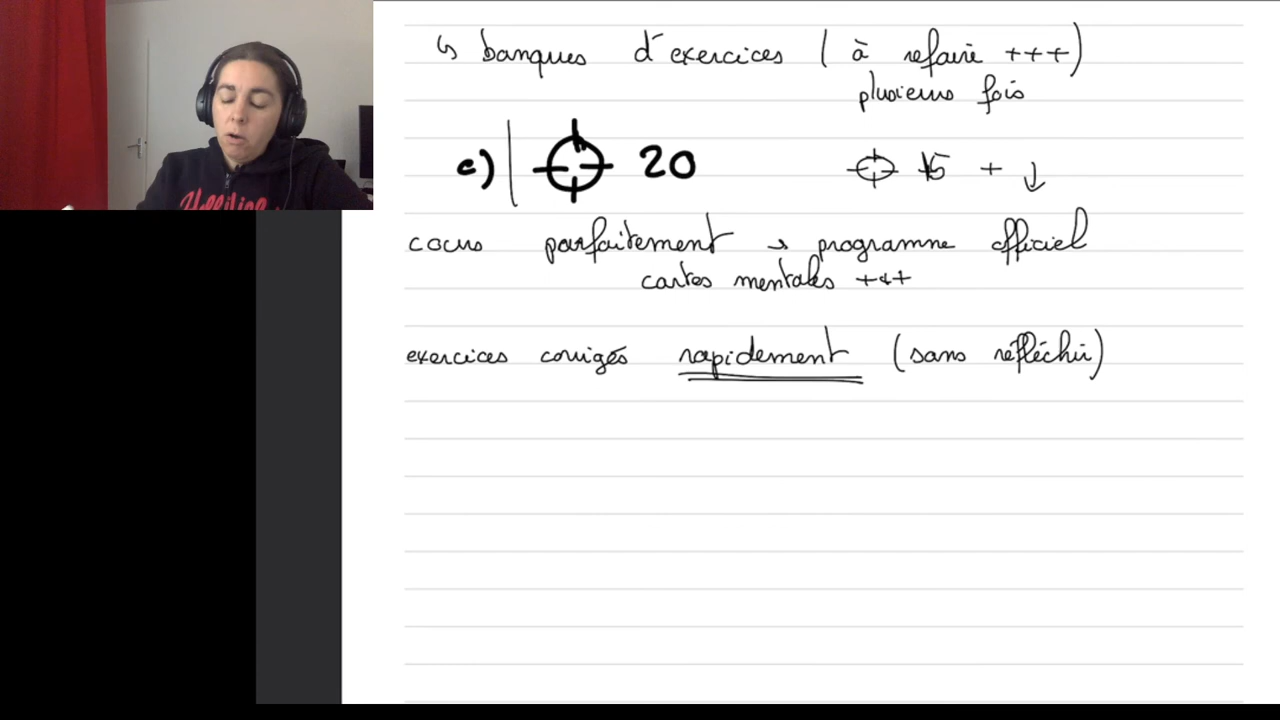 ↳ banques d'exercices ( à refaire +++)
plusieurs fois
c) 20 15 + ↓
cours parfaitement → programme officiel
cartes mentales +++
exercices corrigés rapidement (sans réfléchir)